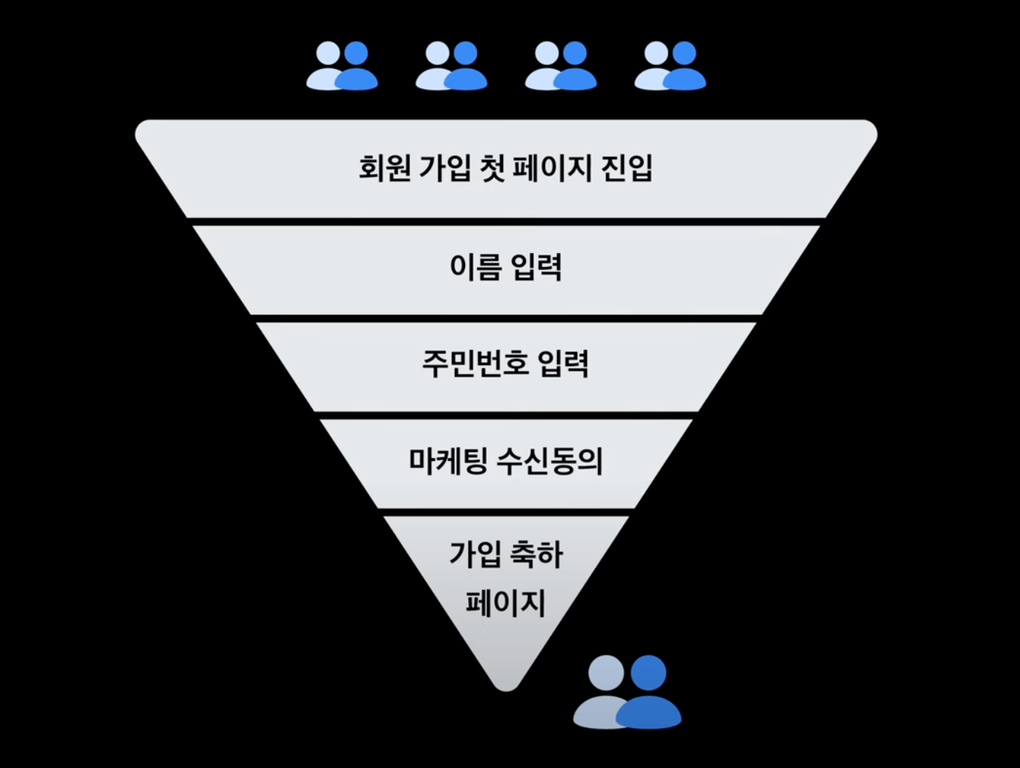 회원 가입 첫 페이지 진입
이름 입력
주민번호 입력
마케팅 수신동의
가입 축하
페이지